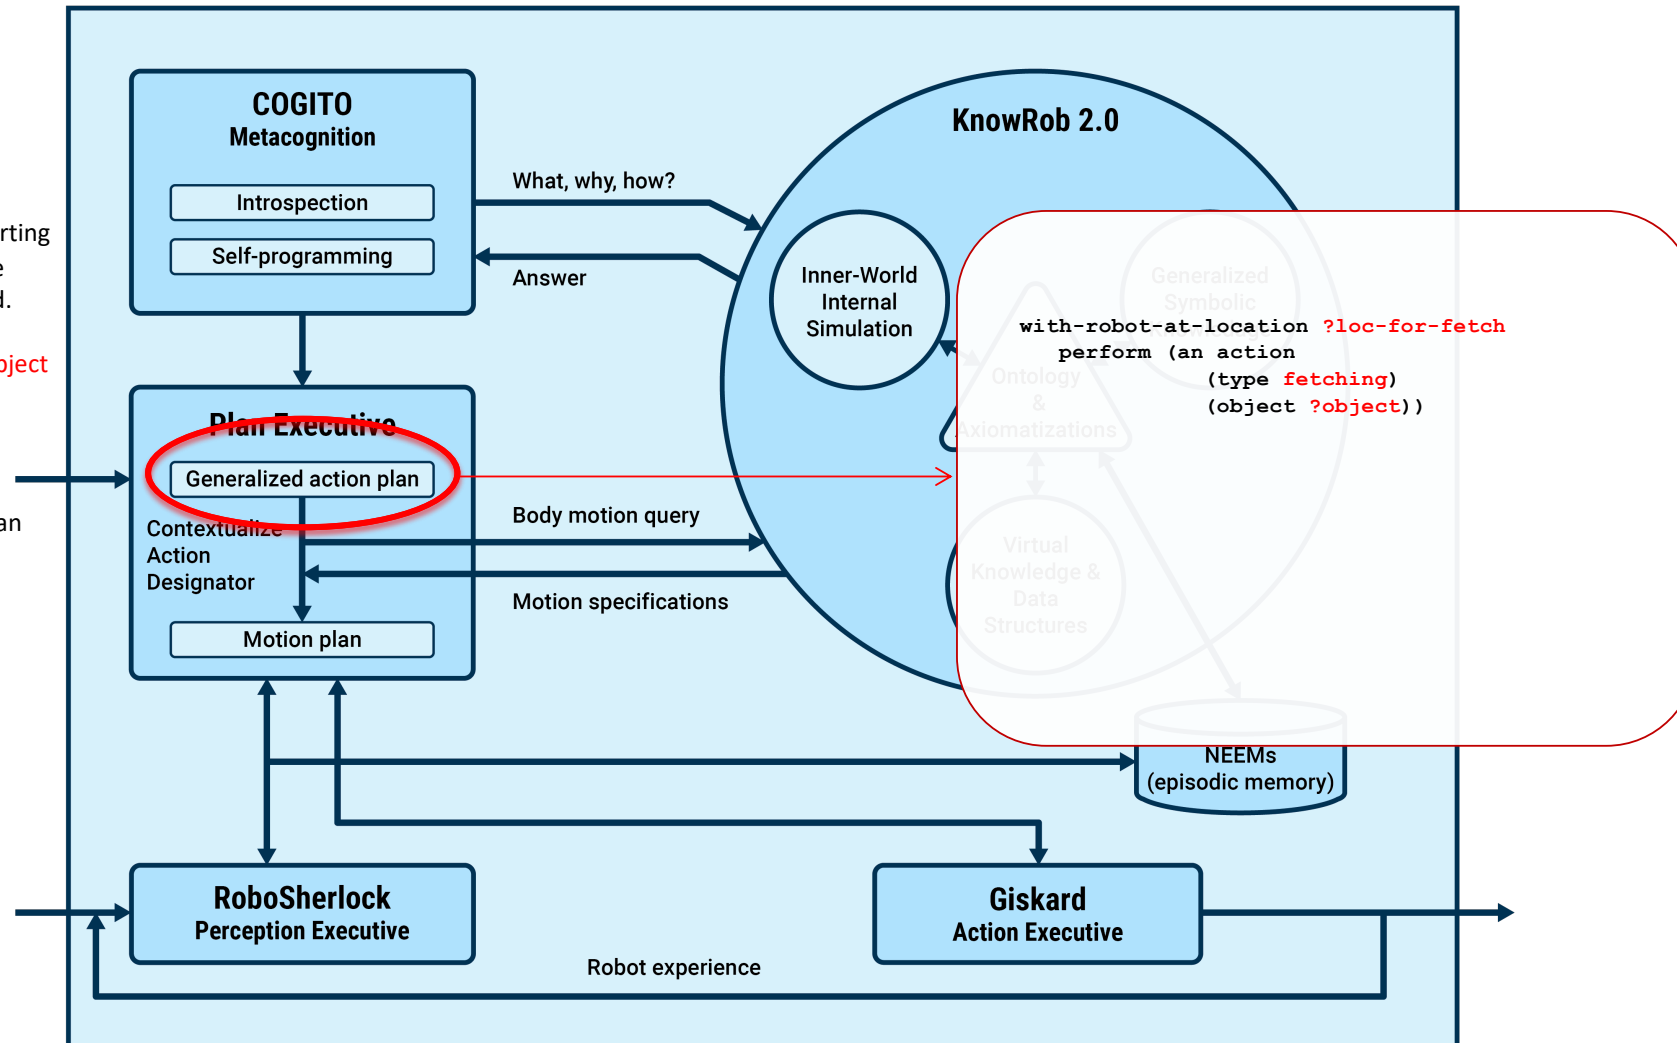 COGITO
Metacognition
Introspection
Self-programming
What, why, how?
Answer
KnowRob 2.0
Inner-World
Internal
Simulation
Generalized
Symbolic
Ontology
&
Axiomatizations
Virtual
Knowledge &
Data
Structures
with-robot-at-location ?loc-for-fetch
perform (an action
(type fetching)
(object ?object))
rting
e
d.
bject
an
Plan Executive
Generalized action plan
Contextualize
Action
Designator
Motion plan
Body motion query
Motion specifications
NEEMs
(episodic memory)
RoboSherlock
Perception Executive
Giskard
Action Executive
Robot experience